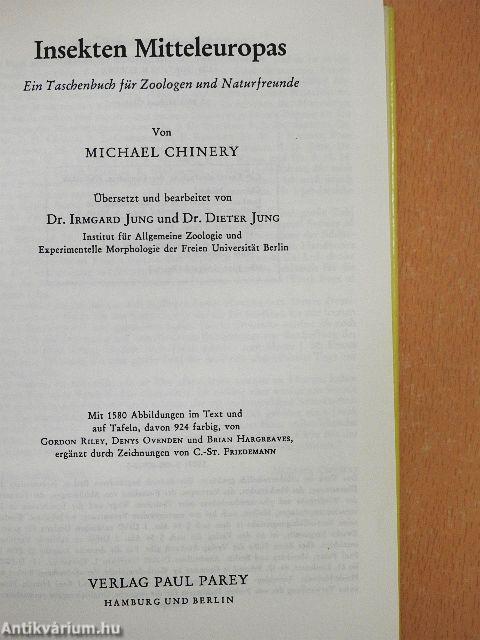 Insekten Mitteleuropas
Ein Taschenbuch für Zoologen und Naturfreunde
Von
MICHAEL CHINERY
Übersetzt und bearbeitet von
Dr. IRMGARD JUNG und Dr. DIETER JUNG
Institut für Allgemeine Zoologie und
Experimentelle Morphologie der Freien Universität Berlin
Mit 1580 Abbildungen im Text und
auf Tafeln, davon 924 farbig, von
GORDON RILEY, DENYS OVENDEN und BRIAN HARGREAVES,
ergänzt durch Zeichnungen von C.-ST. FRIEDEMANN
VERLAG PAUL PAREY
HAMBURG UND BERLIN
Antikvárium.hu